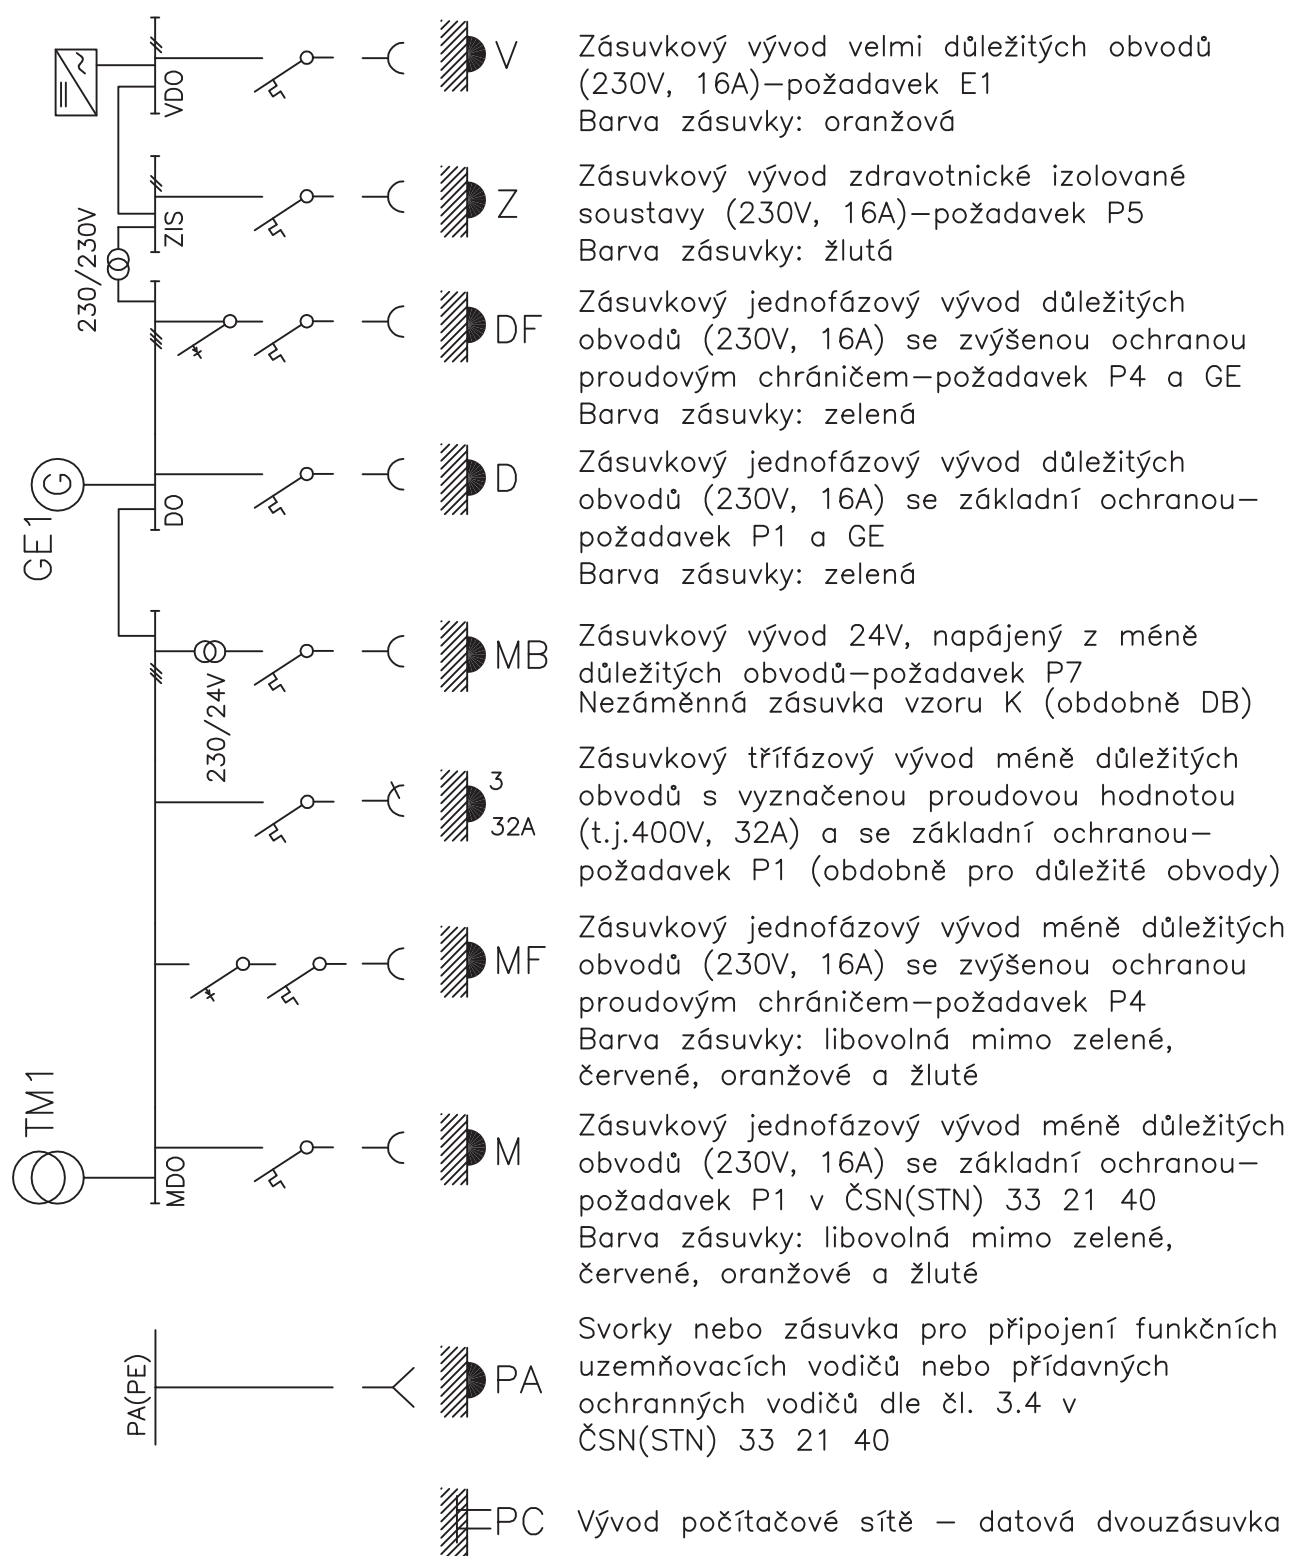 VDO
V
Zásuvkový vývod velmi důležitých obvodů
(230V, 16A)–požadavek E1
Barva zásuvky: oranžová
ZIS
230/230V
Z
Zásuvkový vývod zdravotnické izolované
soustavy (230V, 16A)–požadavek P5
Barva zásuvky: žlutá
DF
Zásuvkový jednofázový vývod důležitých
obvodů (230V, 16A) se zvýšenou ochranou
proudovým chráničem–požadavek P4 a GE
Barva zásuvky: zelená
G
GE1
DO
D
Zásuvkový jednofázový vývod důležitých
obvodů (230V, 16A) se základní ochranou–
požadavek P1 a GE
Barva zásuvky: zelená
230/24V
MB
Zásuvkový vývod 24V, napájený z méně
důležitých obvodů–požadavek P7
Nezáměnná zásuvka vzoru K (obdobně DB)
3
32A
Zásuvkový třífázový vývod méně důležitých
obvodů s vyznačenou proudovou hodnotou
(t.j.400V, 32A) a se základní ochranou–
požadavek P1 (obdobně pro důležité obvody)
MF
Zásuvkový jednofázový vývod méně důležitých
obvodů (230V, 16A) se zvýšenou ochranou
proudovým chráničem–požadavek P4
Barva zásuvky: libovolná mimo zelené,
červené, oranžové a žluté
TM1
MDO
M
Zásuvkový jednofázový vývod méně důležitých
obvodů (230V, 16A) se základní ochranou–
požadavek P1 v ČSN(STN) 33 21 40
Barva zásuvky: libovolná mimo zelené,
červené, oranžové a žluté
PA(PE)
PA
Svorky nebo zásuvka pro připojení funkčních
uzemňovacích vodičů nebo přídavných
ochranných vodičů dle čl. 3.4 v
ČSN(STN) 33 21 40
PC
Vývod počítačové sítě – datová dvouzásuvka